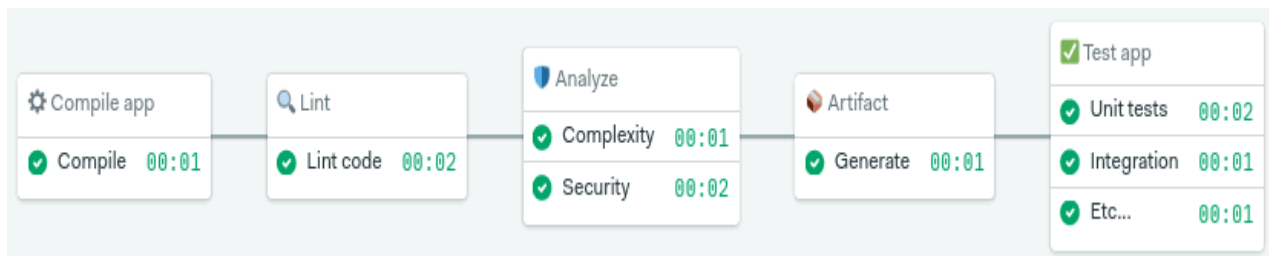 Compile app
Compile 00:01
Lint
Lint code 00:02
Analyze
Complexity 00:01
Security 00:02
Artifact
Generate 00:01
Test app
Unit tests 00:02
Integration 00:01
Etc... 00:01